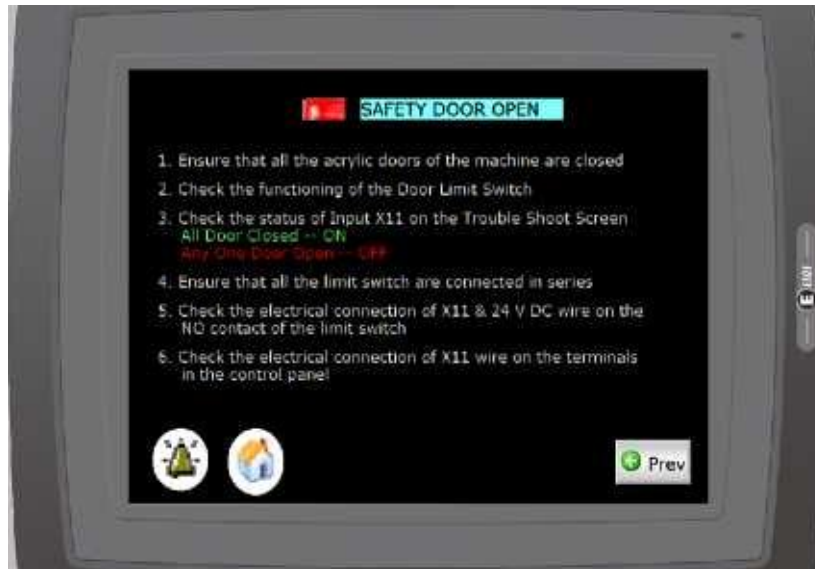 SAFETY DOOR OPEN
1. Ensure that all the acrylic doors of the machine are closed
2. Check the functioning of the Door Limit Switch
3. Check the status of Input X11 on the Trouble Shoot Screen
All Door Closed -- ON
Any One Door Open -- OFF
4. Ensure that all the limit switch are connected in series
5. Check the electrical connection of X11 & 24 V DC wire on the
NO contact of the limit switch
6. Check the electrical connection of X11 wire on the terminals
in the control panel
Prev